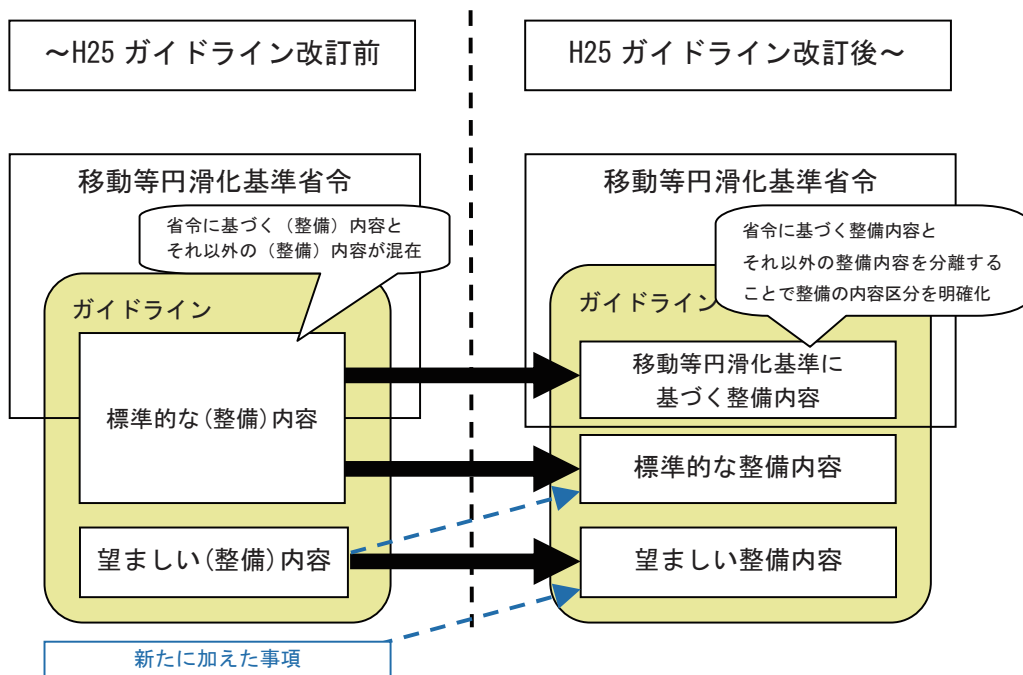 ～H25 ガイドライン改訂前
H25 ガイドライン改訂後～
移動等円滑化基準省令
省令に基づく（整備）内容と
それ以外の（整備）内容が混在
ガイドライン
標準的な(整備)内容
望ましい(整備)内容
新たに加えた事項
移動等円滑化基準省令
省令に基づく整備内容と
それ以外の整備内容を分離する
ことで整備の内容区分を明確化
ガイドライン
移動等円滑化基準に
基づく整備内容
標準的な整備内容
望ましい整備内容